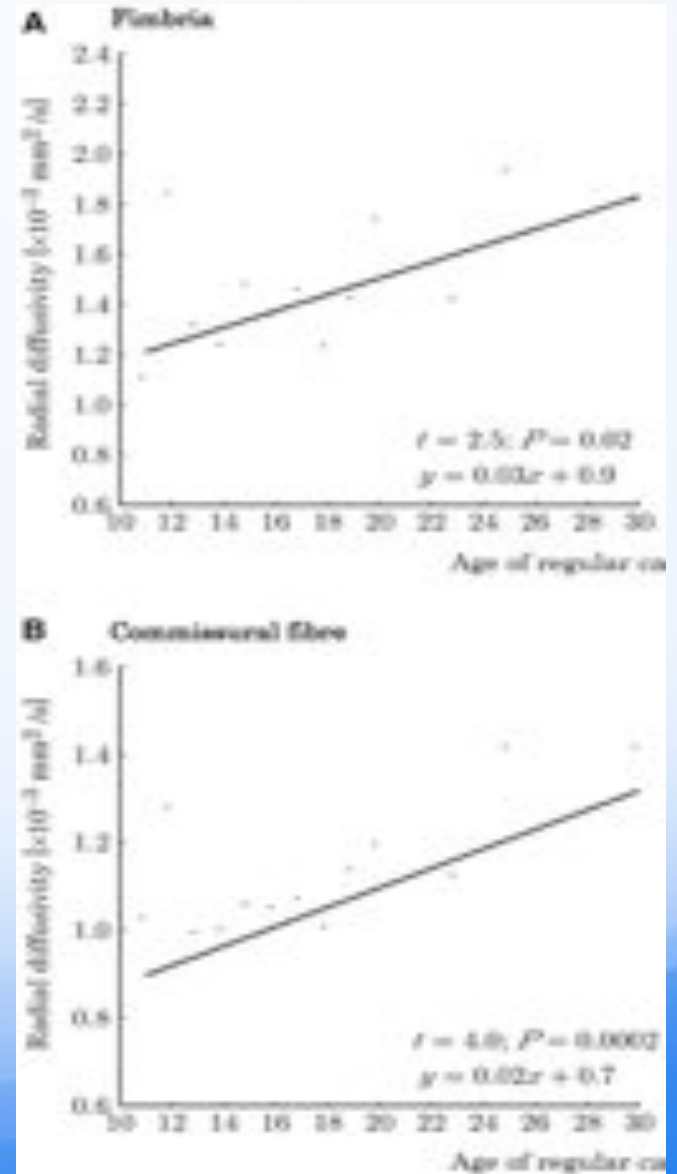 A Fimbria
Radial diffusivity [×10⁻³ mm²/s]
2.4
2.2
2.0
1.8
1.6
1.4
1.2
1.0
0.8
0.6
t = 2.5; P = 0.02
y = 0.03x + 0.9
10 12 14 16 18 20 22 24 26 28 30
Age of regular ca
B Commissural fibre
Radial diffusivity [×10⁻³ mm²/s]
1.6
1.4
1.2
1.0
0.8
0.6
t = 4.0; P = 0.0002
y = 0.02x + 0.7
10 12 14 16 18 20 22 24 26 28 30
Age of regular ca